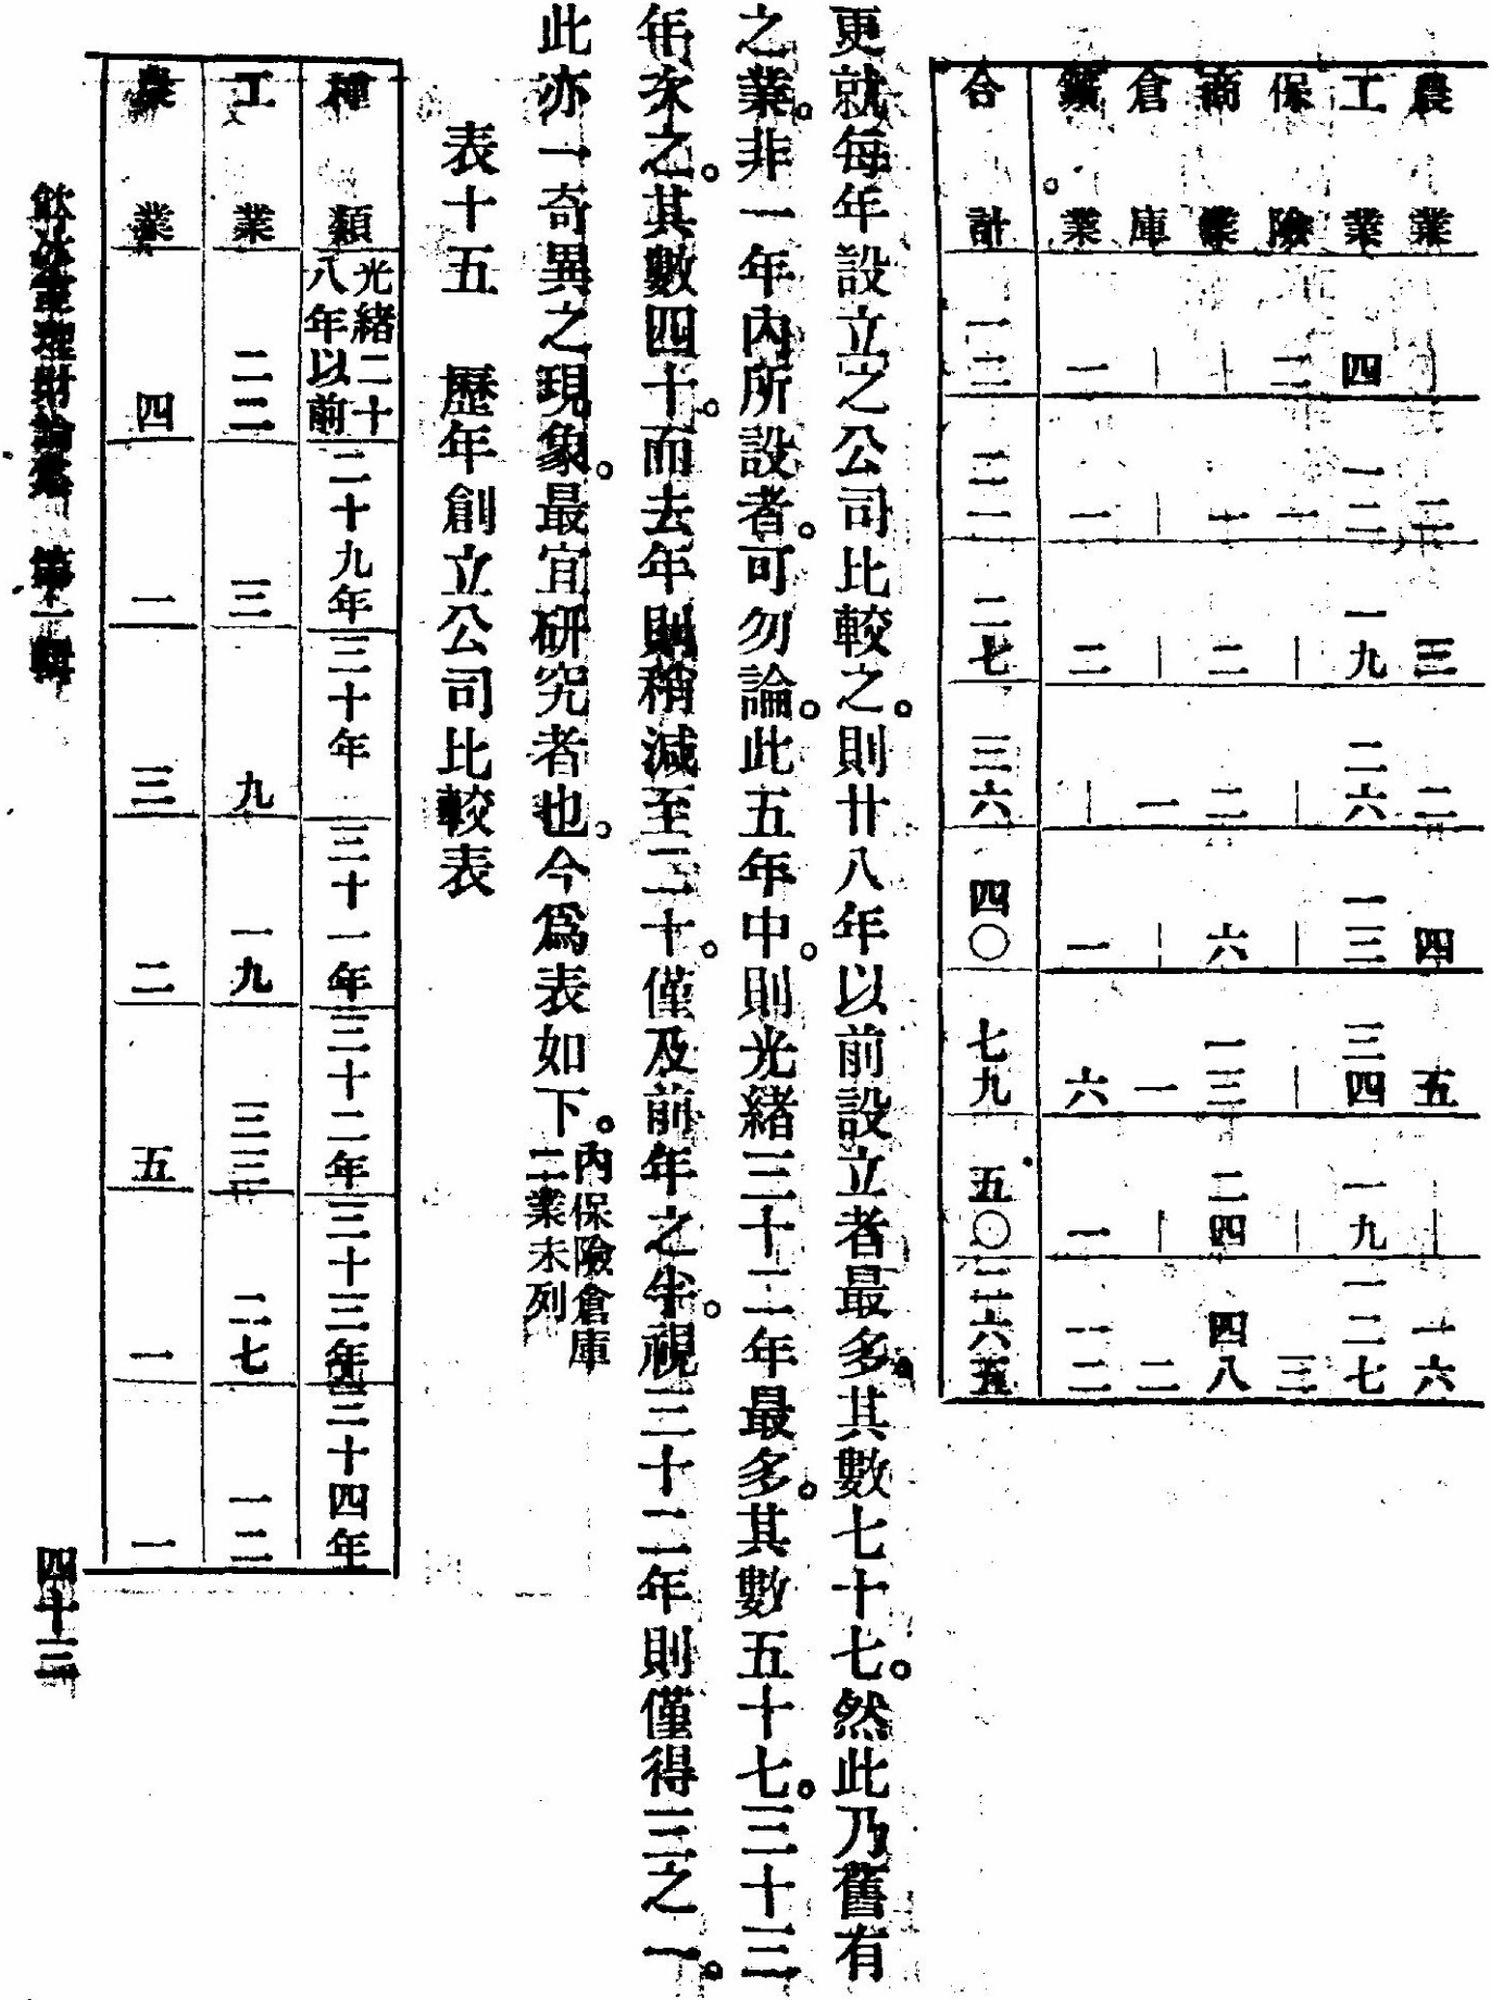 農業 ｜ 二 三 二 四 五 ｜ 一六
工業 四 一二 一九 二六 一三 三四 一九 一二七
保險 二 一 ｜ ｜ ｜ ｜ ｜ 三
商業 ｜ 一 二 二 六 一三 二四 四八
倉庫 ｜ ｜ ｜ 一 ｜ 一 ｜ 二
鑛業 一 一 二 ｜ 一 六 一 一二
合計 一二 二一 二七 三六 四〇 七九 五〇 二六五
更就每年設立之公司比較之。則廿八年以前設立者最多。其數七十七。然此乃舊有
之業。非一年內所設者。可勿論。此五年中。則光緒三十二年最多。其數五十七。三十三
年次之。其數四十。而去年則稍減至二十。僅及前年之半。視三十二年則僅得三之一。
此亦一奇異之現象。最宜硏究者也。今爲表如下。內保險倉庫二業未列
表十五 歷年創立公司比較表
種類 光緒二十八年以前 二十九年 三十年 三十一年 三十二年 三十三年 三十四年
工業 二二 三 九 一九 三三 二七 一二
農業 四 一 三 二 五 一 一
第一輯 四十三